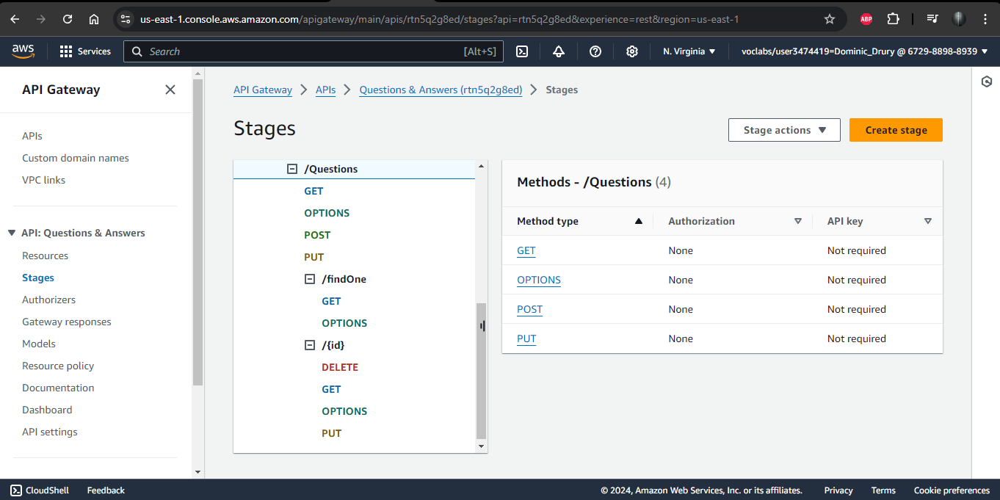 us-east-1.console.aws.amazon.com/apigateway/main/apis/rtn5q2g8ed/stages?api=rtn5q2g8ed&experience=rest&region=us-east-1
ABP
aws
Services
Search
[Alt+S]
N. Virginia
voclabs/user3474419=Dominic_Drury @ 6729-8898-8939
API Gateway
APIs
Custom domain names
VPC links
API: Questions & Answers
Resources
Stages
Authorizers
Gateway responses
Models
Resource policy
Documentation
Dashboard
API settings
API Gateway
APIs
Questions & Answers (rtn5q2g8ed)
Stages
Stages
Stage actions
Create stage
/Questions
GET
OPTIONS
POST
PUT
/findOne
GET
OPTIONS
/{id}
DELETE
GET
OPTIONS
PUT
Methods - /Questions (4)
Method type Authorization API key
GET None Not required
OPTIONS None Not required
POST None Not required
PUT None Not required
CloudShell
Feedback
© 2024, Amazon Web Services, Inc. or its affiliates.
Privacy
Terms
Cookie preferences